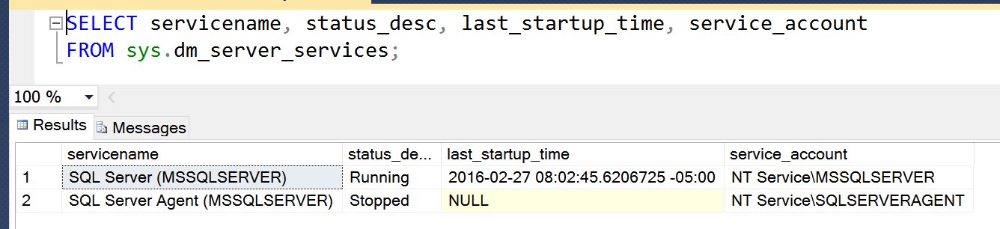 SELECT servicename, status_desc, last_startup_time, service_account
FROM sys.dm_server_services;
100 %
Results Messages
servicename status_de... last_startup_time service_account
1 SQL Server (MSSQLSERVER) Running 2016-02-27 08:02:45.6206725 -05:00 NT Service\MSSQLSERVER
2 SQL Server Agent (MSSQLSERVER) Stopped NULL NT Service\SQLSERVERAGENT